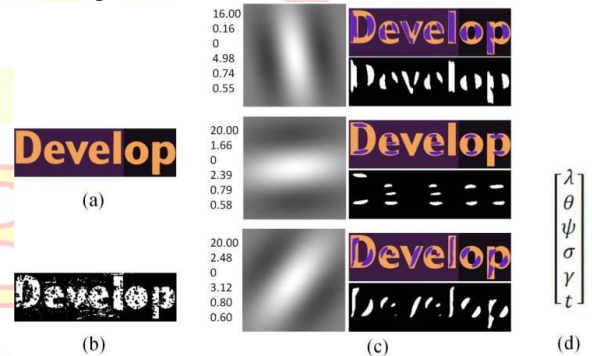 16.00
0.16
0
4.98
0.74
0.55
Develop
Develop
20.00
1.66
0
2.39
0.79
0.58
Develop
Develop
(a)
20.00
2.48
0
3.12
0.80
0.60
Develop
Develop
Develop
(b)
(c)
λ
θ
ψ
σ
γ
t
(d)